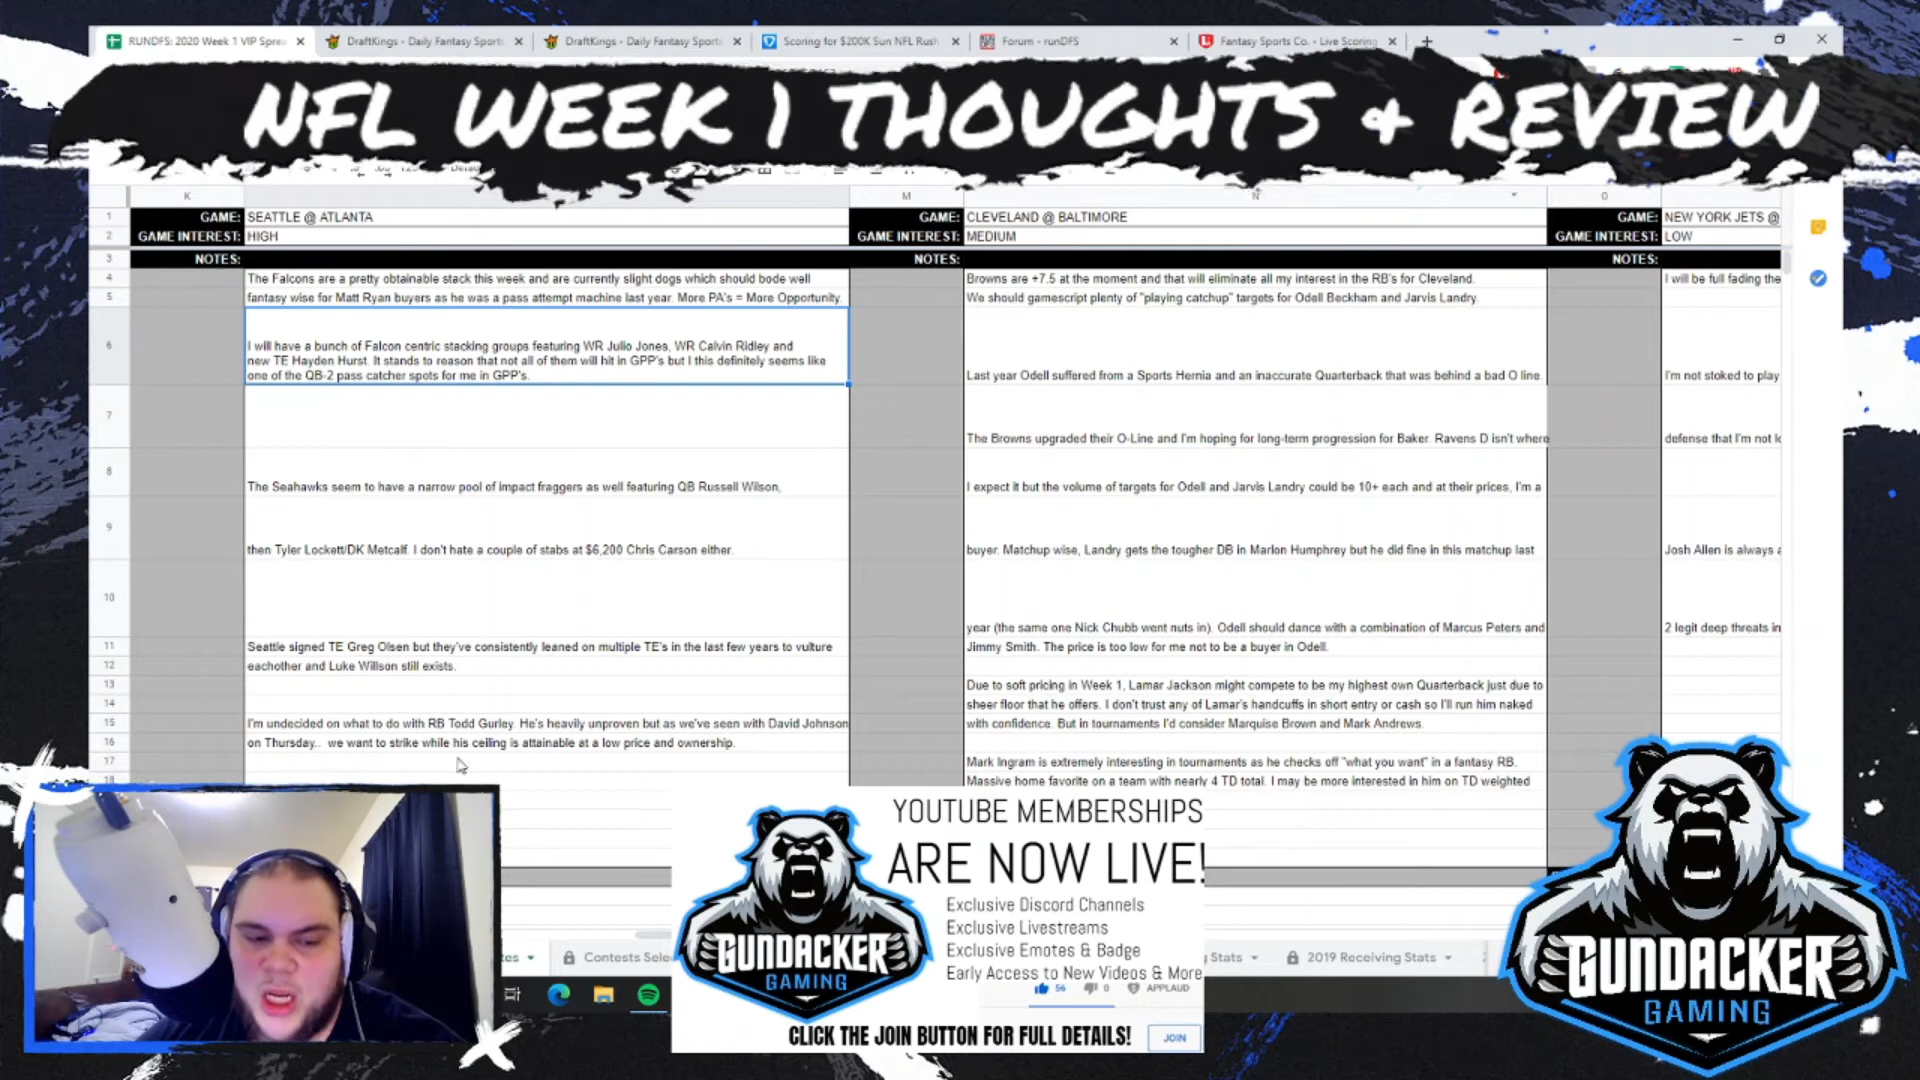 RUNDFS: 2020 Week 1 VIP Sprea
DraftKings - Daily Fantasy Sports
DraftKings - Daily Fantasy Sports
Scoring for $200K Sun NFL Rush
Forum - runDFS
Fantasy Sports Co. - Live Scoring
NFL WEEK 1 THOUGHTS & REVIEW
K M N O
1 GAME: SEATTLE @ ATLANTA GAME: CLEVELAND @ BALTIMORE GAME: NEW YORK JETS @
2 GAME INTEREST: HIGH GAME INTEREST: MEDIUM GAME INTEREST: LOW
3 NOTES: NOTES: NOTES:
4 The Falcons are a pretty obtainable stack this week and are currently slight dogs which should bode well Browns are +7.5 at the moment and that will eliminate all my interest in the RB's for Cleveland. I will be full fading the
5 fantasy wise for Matt Ryan buyers as he was a pass attempt machine last year. More PA's = More Opportunity. We should gamescript plenty of "playing catchup" targets for Odell Beckham and Jarvis Landry.
6 I will have a bunch of Falcon centric stacking groups featuring WR Julio Jones, WR Calvin Ridley and
new TE Hayden Hurst. It stands to reason that not all of them will hit in GPP's but I this definitely seems like
one of the QB-2 pass catcher spots for me in GPP's. Last year Odell suffered from a Sports Hernia and an inaccurate Quarterback that was behind a bad O line. I'm not stoked to play
7 The Browns upgraded their O-Line and I'm hoping for long-term progression for Baker. Ravens D isn't where defense that I'm not l
8 The Seahawks seem to have a narrow pool of impact fraggers as well featuring QB Russell Wilson, I expect it but the volume of targets for Odell and Jarvis Landry could be 10+ each and at their prices, I'm a
9 then Tyler Lockett/DK Metcalf. I don't hate a couple of stabs at $6,200 Chris Carson either. buyer. Matchup wise, Landry gets the tougher DB in Marlon Humphrey but he did fine in this matchup last Josh Allen is always a
10 year (the same one Nick Chubb went nuts in). Odell should dance with a combination of Marcus Peters and 2 legit deep threats in
11 Seattle signed TE Greg Olsen but they've consistently leaned on multiple TE's in the last few years to vulture Jimmy Smith. The price is too low for me not to be a buyer in Odell.
12 eachother and Luke Willson still exists.
13 Due to soft pricing in Week 1, Lamar Jackson might compete to be my highest own Quarterback just due to
14 sheer floor that he offers. I don't trust any of Lamar's handcuffs in short entry or cash so I'll run him naked
15 I'm undecided on what to do with RB Todd Gurley. He's heavily unproven but as we've seen with David Johnson with confidence. But in tournaments I'd consider Marquise Brown and Mark Andrews.
16 on Thursday.. we want to strike while his ceiling is attainable at a low price and ownership.
17 Mark Ingram is extremely interesting in tournaments as he checks off "what you want" in a fantasy RB.
18 Massive home favorite on a team with nearly 4 TD total. I may be more interested in him on TD weighted
YOUTUBE MEMBERSHIPS
ARE NOW LIVE!
Exclusive Discord Channels
Exclusive Livestreams
Exclusive Emotes & Badge
Early Access to New Videos & More
56 0 APPLAUD
CLICK THE JOIN BUTTON FOR FULL DETAILS!
JOIN
GUNDACKER
GAMING
tes Contests Sele g Stats 2019 Receiving Stats 2
GUNDACKER
GAMING